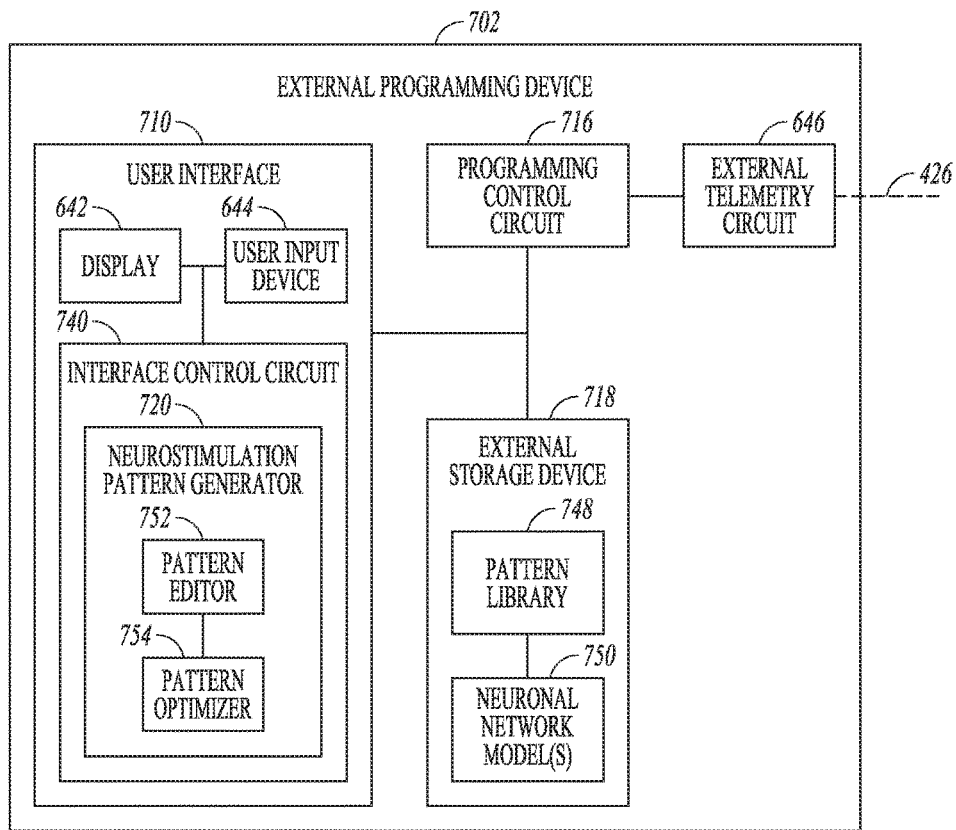 702
EXTERNAL PROGRAMMING DEVICE
710
USER INTERFACE
642
644
DISPLAY
USER INPUT
DEVICE
740
INTERFACE CONTROL CIRCUIT
720
NEUROSTIMULATION
PATTERN GENERATOR
752
PATTERN
EDITOR
754
PATTERN
OPTIMIZER
716
PROGRAMMING
CONTROL
CIRCUIT
646
EXTERNAL
TELEMETRY
CIRCUIT
426
718
EXTERNAL
STORAGE DEVICE
748
PATTERN
LIBRARY
750
NEURONAL
NETWORK
MODEL(S)